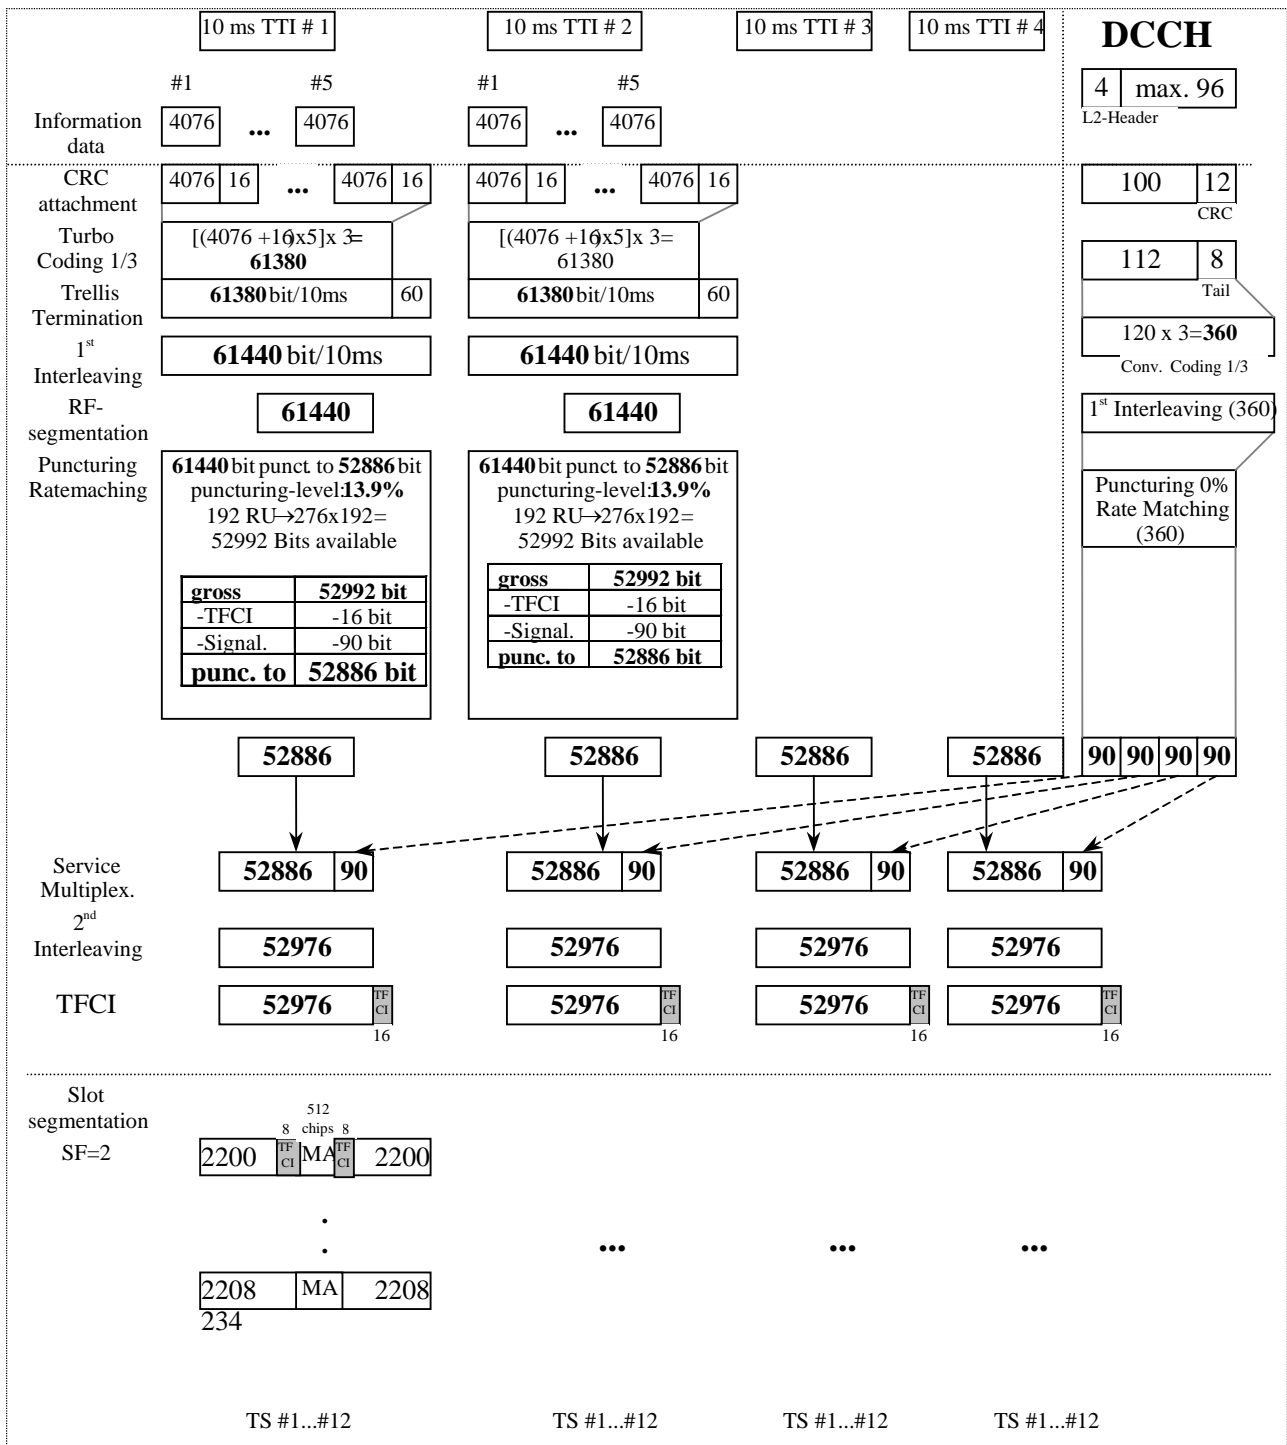 10 ms TTI # 1 10 ms TTI # 2 10 ms TTI # 3 10 ms TTI # 4 DCCH
#1 #5 #1 #5
4 max. 96
L2-Header
Information
data
4076 ... 4076 4076 ... 4076
CRC
attachment
4076 16 ... 4076 16 4076 16 ... 4076 16 100 12
CRC
Turbo
Coding 1/3
[(4076 +16)x5]x 3=
61380
[(4076 +16)x5]x 3=
61380
112 8
Tail
Trellis
Termination
61380 bit/10ms 60 61380 bit/10ms 60
120 x 3=360
Conv. Coding 1/3
1st
Interleaving
61440 bit/10ms 61440 bit/10ms
RF-
segmentation
61440 61440 1st Interleaving (360)
Puncturing
Ratemaching
61440 bit punct. to 52886 bit
puncturing-level:13.9%
192 RU→276x192=
52992 Bits available
gross 52992 bit
-TFCI -16 bit
-Signal. -90 bit
punc. to 52886 bit
61440 bit punct. to 52886 bit
puncturing-level:13.9%
192 RU→276x192=
52992 Bits available
gross 52992 bit
-TFCI -16 bit
-Signal. -90 bit
punc. to 52886 bit
Puncturing 0%
Rate Matching
(360)
52886 52886 52886 52886 90 90 90 90
Service
Multiplex.
52886 90 52886 90 52886 90 52886 90
2nd
Interleaving
52976 52976 52976 52976
TFCI
52976 TF CI 52976 TF CI 52976 TF CI 52976 TF CI
16 16 16 16
Slot
segmentation
SF=2
512
8 chips 8
2200 TF CI MA TF CI 2200
.
. ... ... ...
2208 MA 2208
234
TS #1...#12 TS #1...#12 TS #1...#12 TS #1...#12